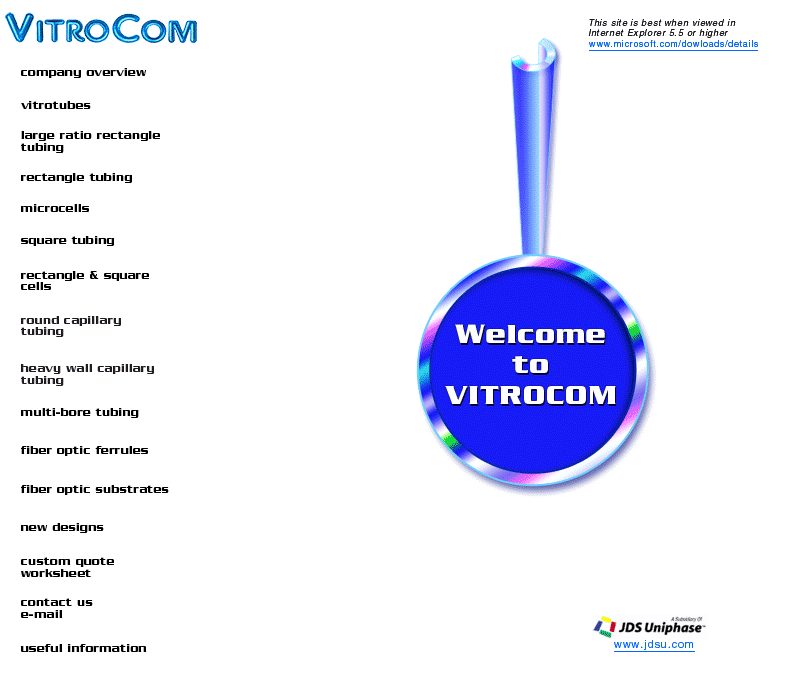 VITROCOM
This site is best when viewed in
Internet Explorer 5.5 or higher
www.microsoft.com/dowloads/details
company overview
vitrotubes
large ratio rectangle
tubing
rectangle tubing
microcells
square tubing
rectangle & square
cells
round capillary
tubing
heavy wall capillary
tubing
multi-bore tubing
fiber optic ferrules
fiber optic substrates
new designs
custom quote
worksheet
contact us
e-mail
useful information
Welcome
to
VITROCOM
A Subsidiary Of
JDS Uniphase™
www.jdsu.com